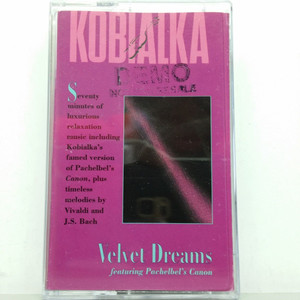 KOBIALKA
DEMO
Seventy
minutes of
luxurious
relaxation
music including
Kobialka's
famed version
of Pachelbel's
Canon, plus
timeless
melodies by
Vivaldi and
J.S. Bach
Velvet Dreams
featuring Pachelbel's Canon